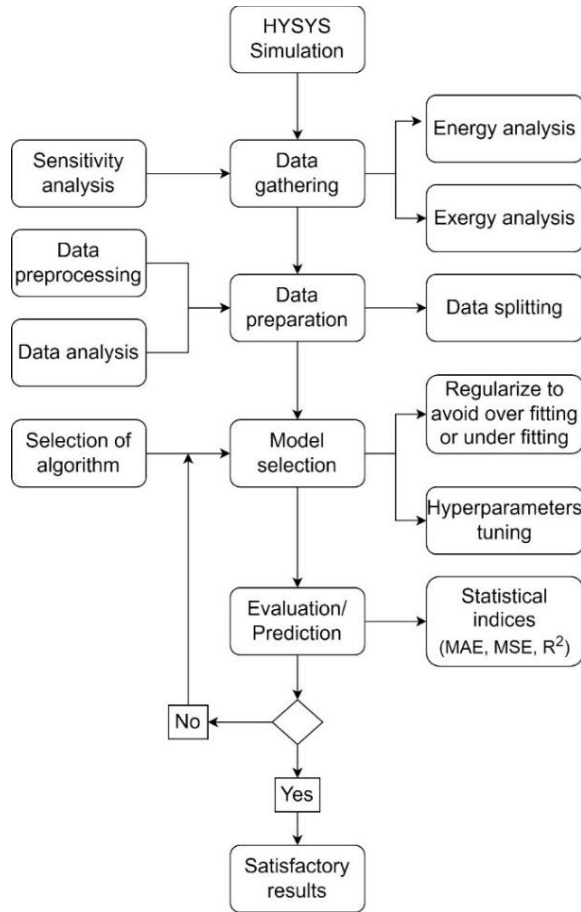 HYSYS
Simulation
Sensitivity
analysis
Data
gathering
Energy analysis
Exergy analysis
Data
preprocessing
Data analysis
Data
preparation
Data splitting
Selection of
algorithm
Model
selection
Regularize to
avoid over fitting
or under fitting
Hyperparameters
tuning
Evaluation/
Prediction
Statistical
indices
(MAE, MSE, R²)
No
Yes
Satisfactory
results